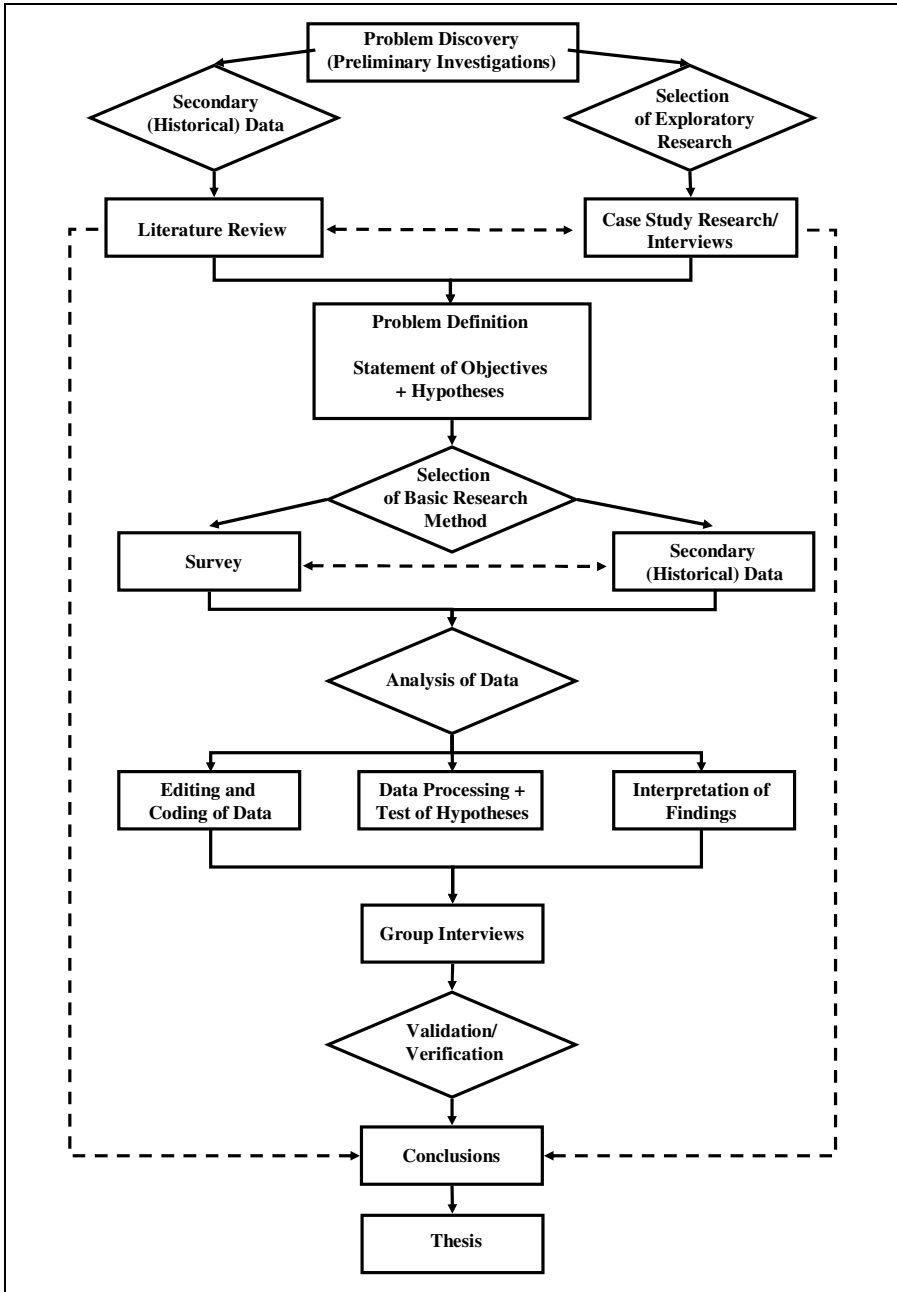 Problem Discovery
(Preliminary Investigations)
Secondary
(Historical) Data
Selection
of Exploratory
Research
Literature Review
Case Study Research/
Interviews
Problem Definition
Statement of Objectives
+ Hypotheses
Selection
of Basic Research
Method
Survey
Secondary
(Historical) Data
Analysis of Data
Editing and
Coding of Data
Data Processing +
Test of Hypotheses
Interpretation of
Findings
Group Interviews
Validation/
Verification
Conclusions
Thesis